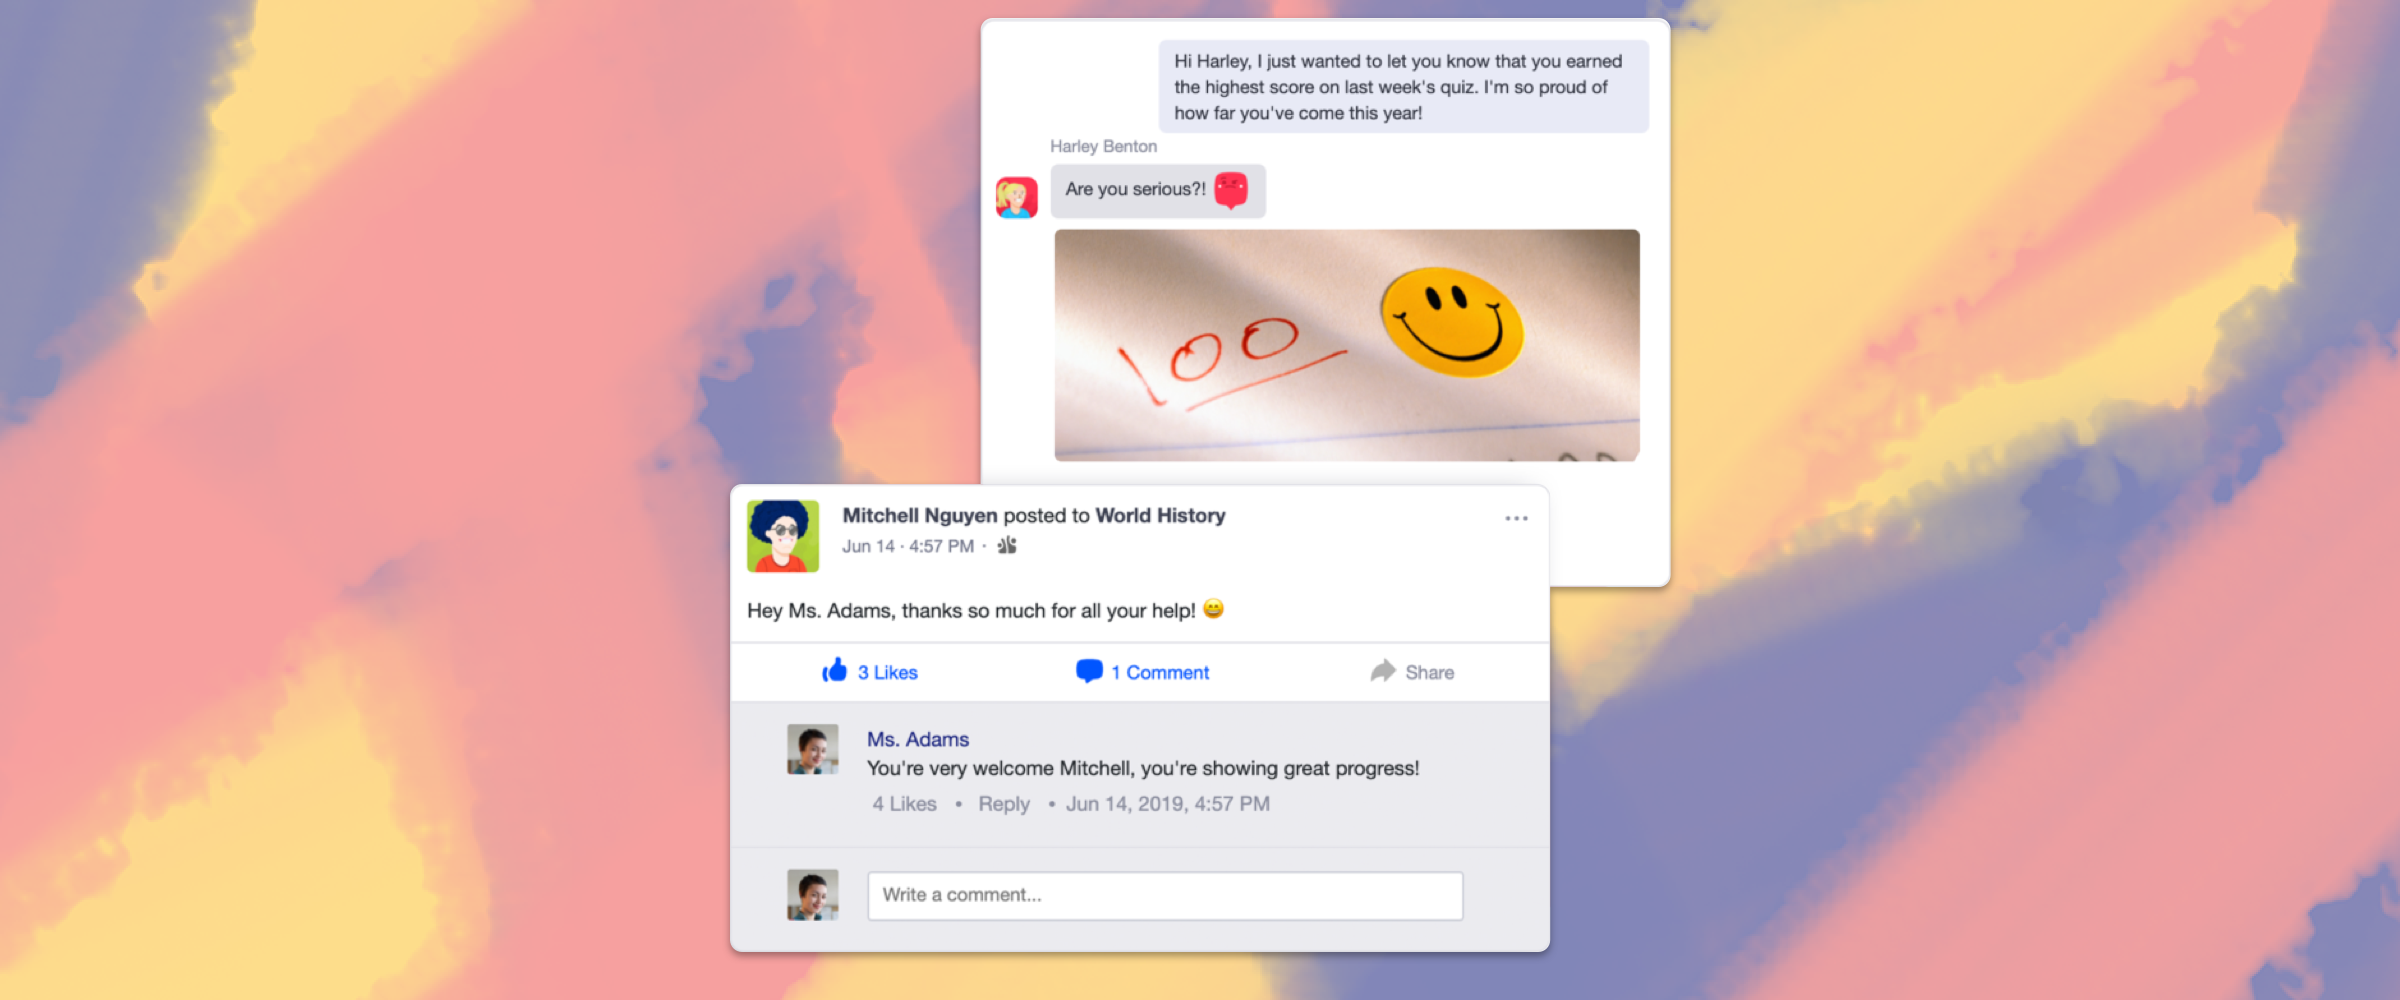 Hi Harley, I just wanted to let you know that you earned
the highest score on last week's quiz. I'm so proud of
how far you've come this year!
Harley Benton
Are you serious?!
100
Mitchell Nguyen posted to World History
Jun 14 · 4:57 PM ·
Hey Ms. Adams, thanks so much for all your help! 😄
3 Likes
1 Comment
Share
Ms. Adams
You're very welcome Mitchell, you're showing great progress!
4 Likes • Reply • Jun 14, 2019, 4:57 PM
Write a comment...